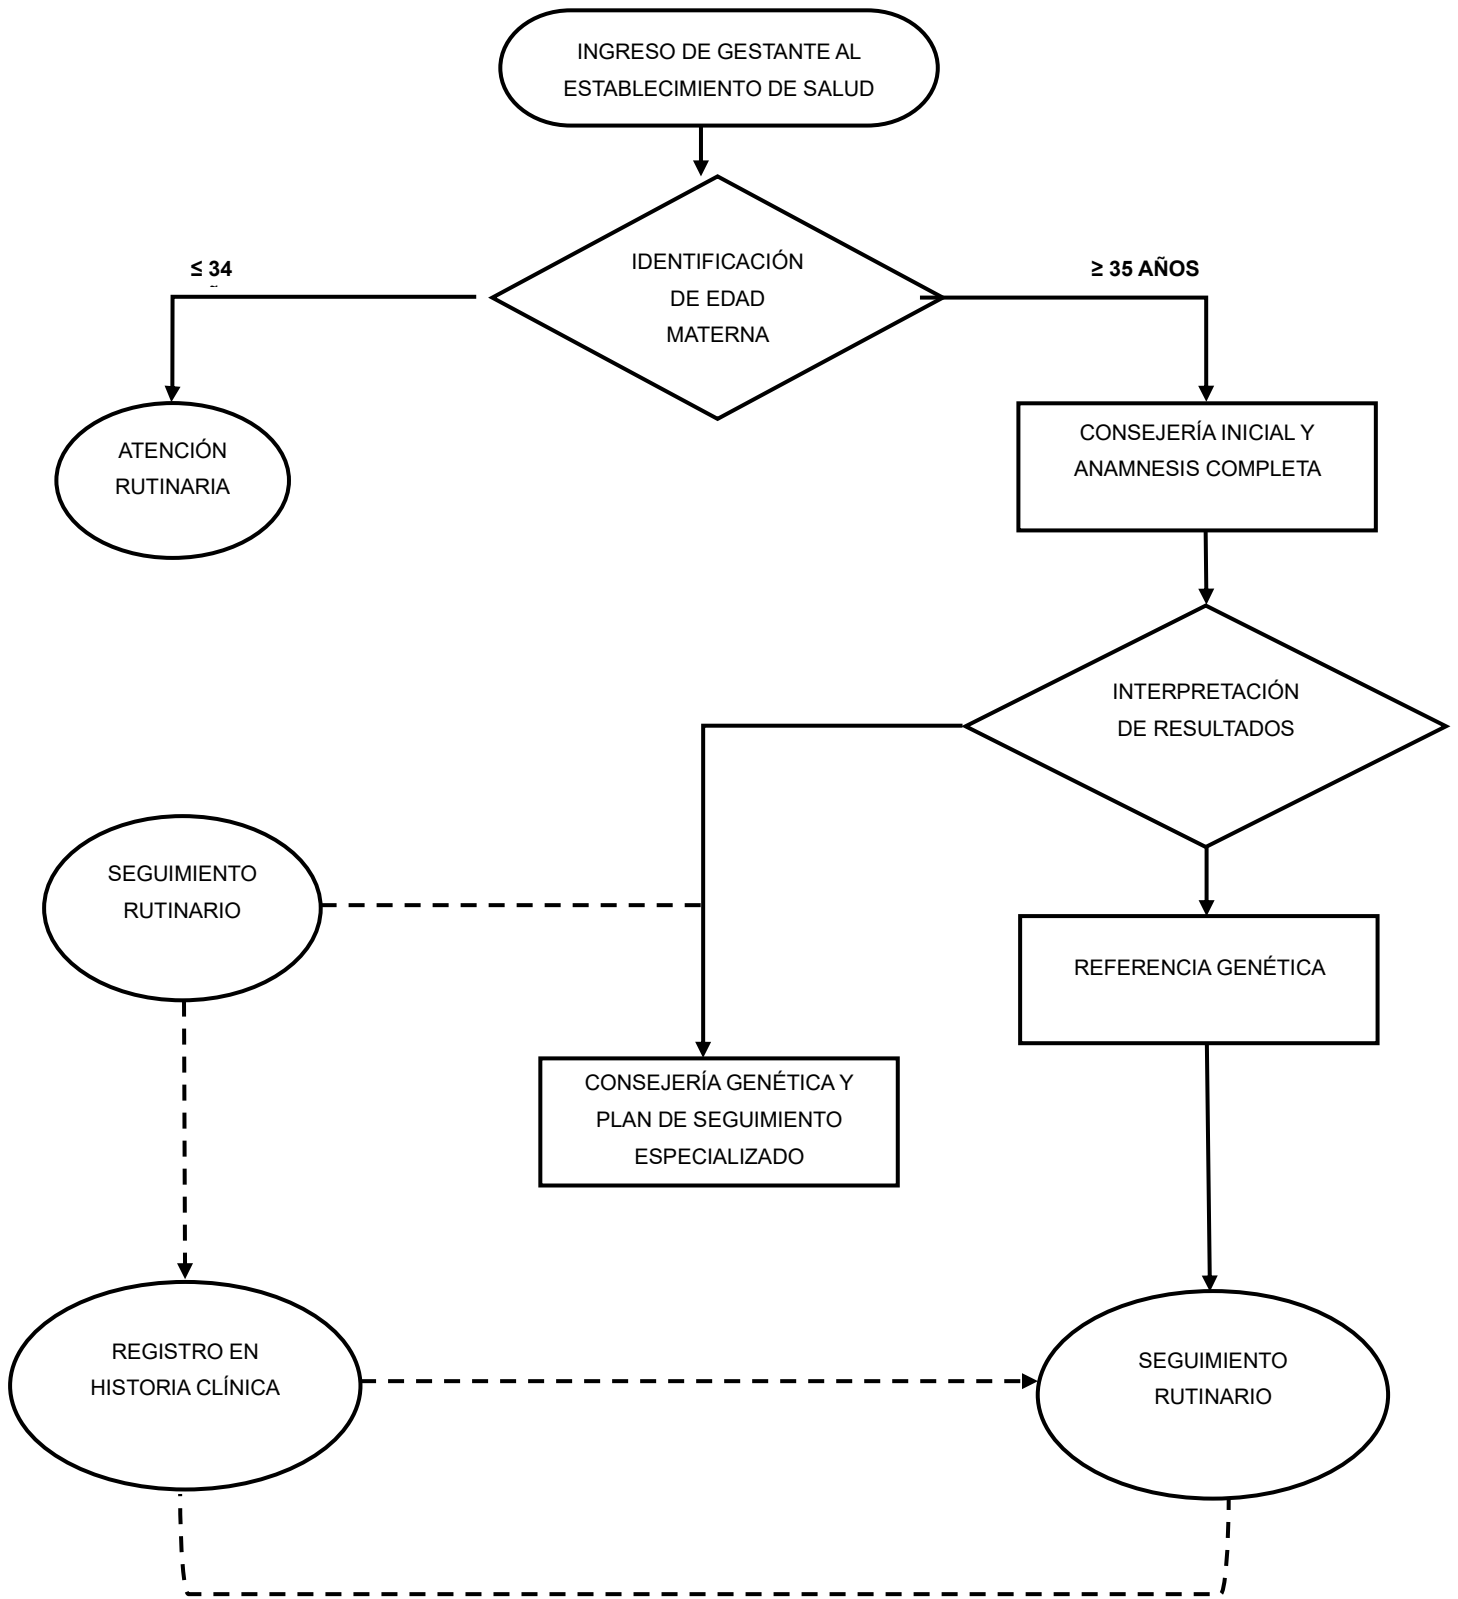 INGRESO DE GESTANTE AL
ESTABLECIMIENTO DE SALUD
IDENTIFICACIÓN
DE EDAD
MATERNA
≤ 34
≥ 35 AÑOS
ATENCIÓN
RUTINARIA
CONSEJERÍA INICIAL Y
ANAMNESIS COMPLETA
INTERPRETACIÓN
DE RESULTADOS
SEGUIMIENTO
RUTINARIO
REFERENCIA GENÉTICA
CONSEJERÍA GENÉTICA Y
PLAN DE SEGUIMIENTO
ESPECIALIZADO
REGISTRO EN
HISTORIA CLÍNICA
SEGUIMIENTO
RUTINARIO